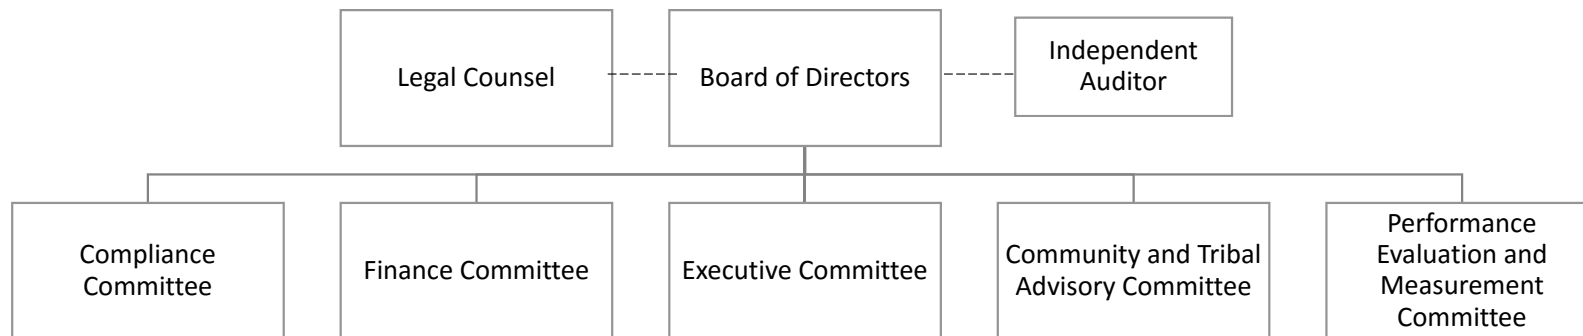 Legal Counsel
Board of Directors
Independent
Auditor
Compliance
Committee
Finance Committee
Executive Committee
Community and Tribal
Advisory Committee
Performance
Evaluation and
Measurement
Committee